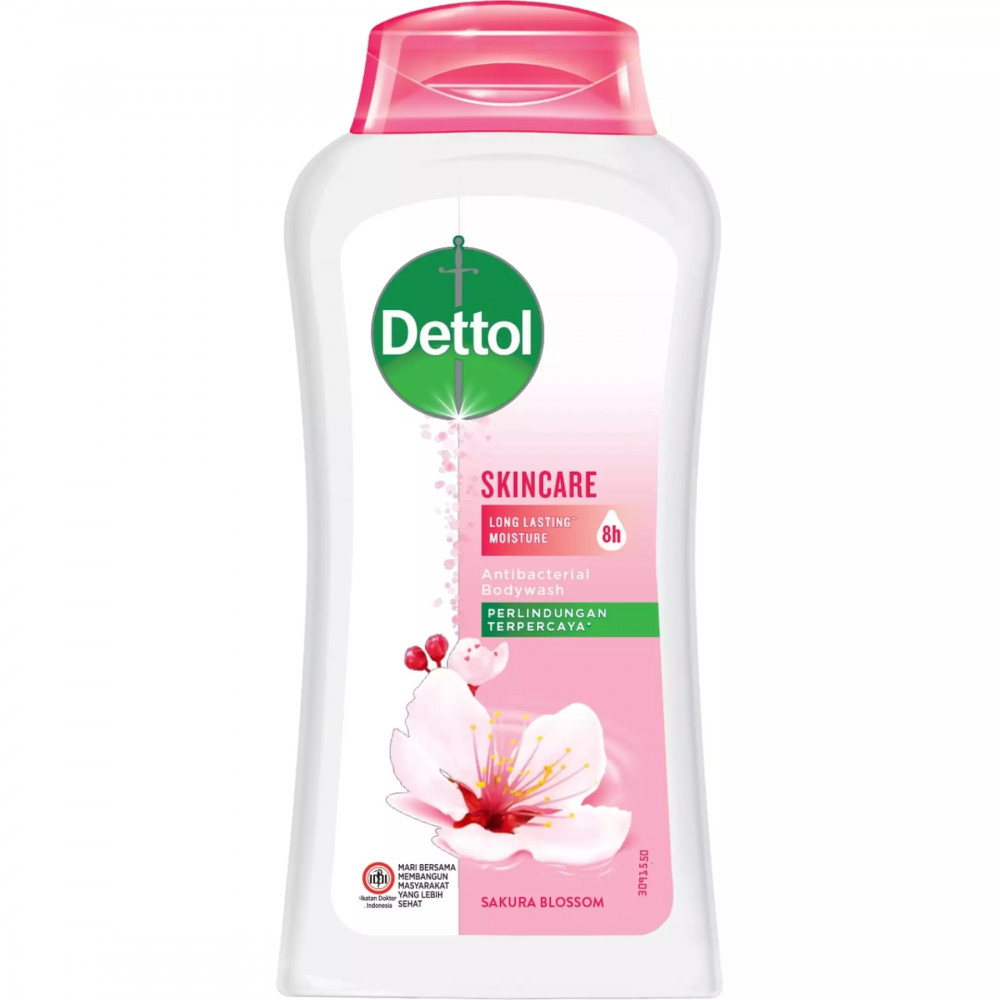 Dettol
SKINCARE
LONG LASTING~
MOISTURE
8h
Antibacterial
Bodywash
PERLINDUNGAN
TERPERCAYA*
MARI BERSAMA
MEMBANGUN
MASYARAKAT
YANG LEBIH
SEHAT
Ikatan Dokter
Indonesia
SAKURA BLOSSOM